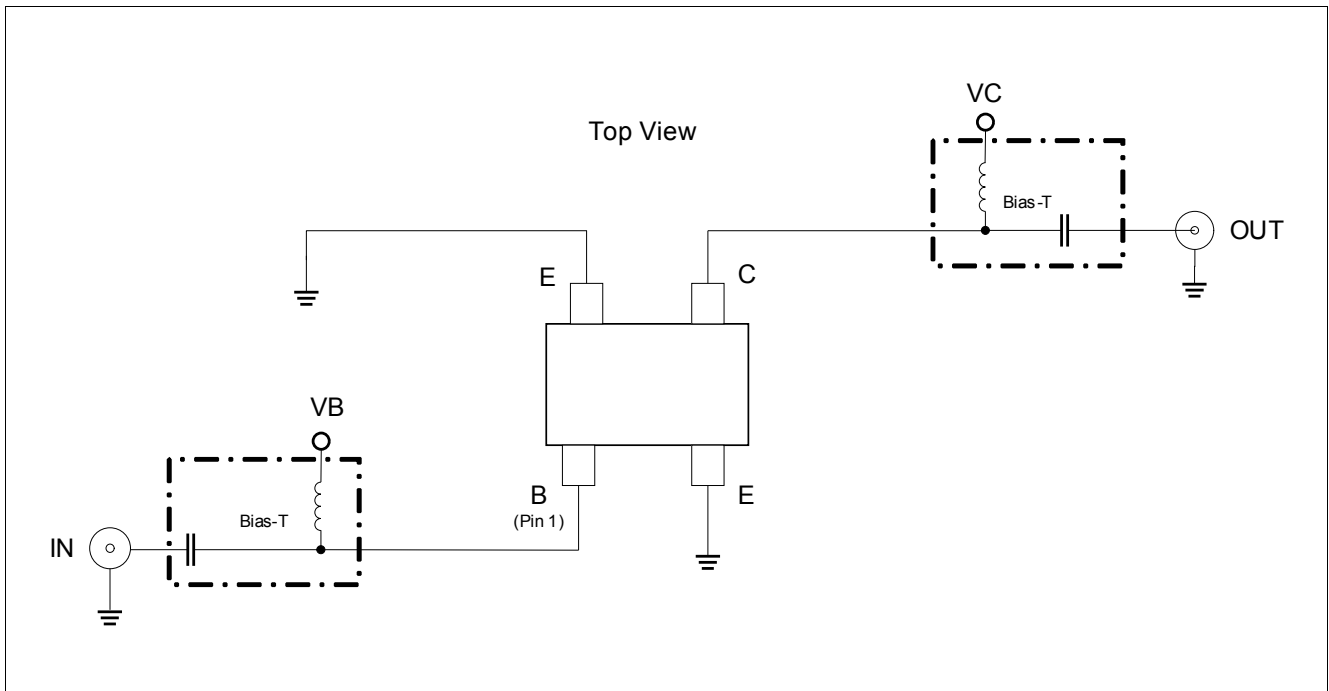 Top View
VC
Bias-T
OUT
E
C
VB
Bias-T
IN
B
(Pin 1)
E